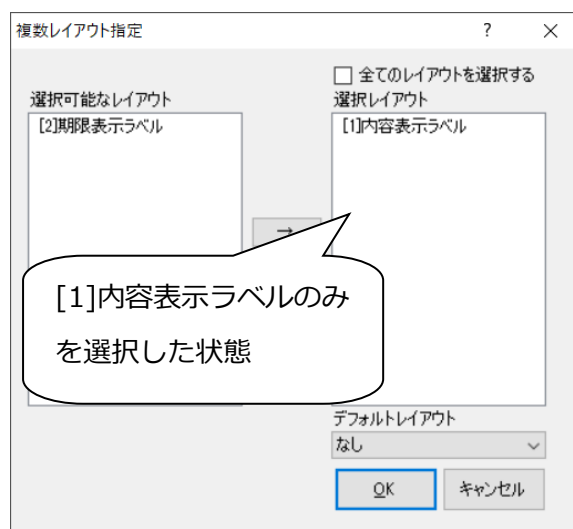 複数レイアウト指定
?
×
全てのレイアウトを選択する
選択可能なレイアウト
選択レイアウト
[2]期限表示ラベル
[1]内容表示ラベル
→
[1]内容表示ラベルのみ
を選択した状態
デフォルトレイアウト
なし
OK
キャンセル